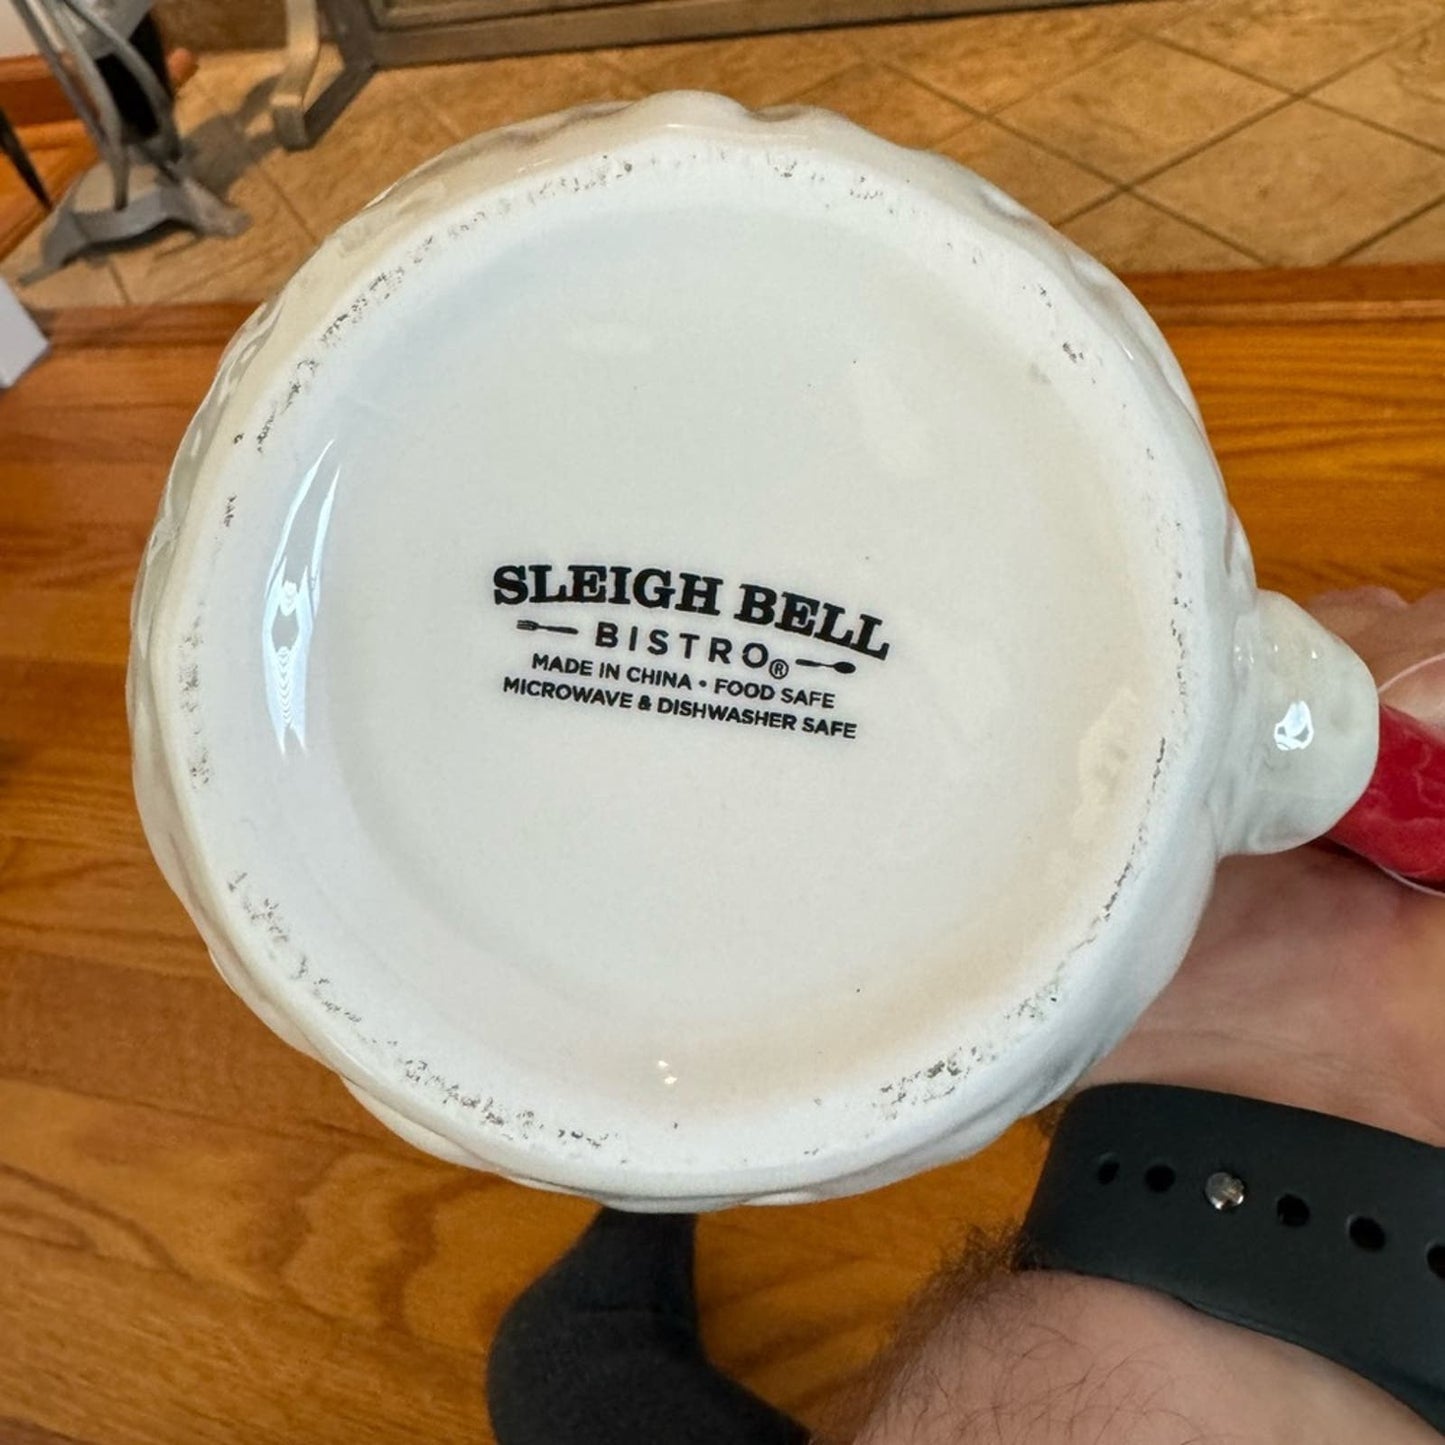 SLEIGH BELL
BISTRO®
MADE IN CHINA • FOOD SAFE
MICROWAVE & DISHWASHER SAFE